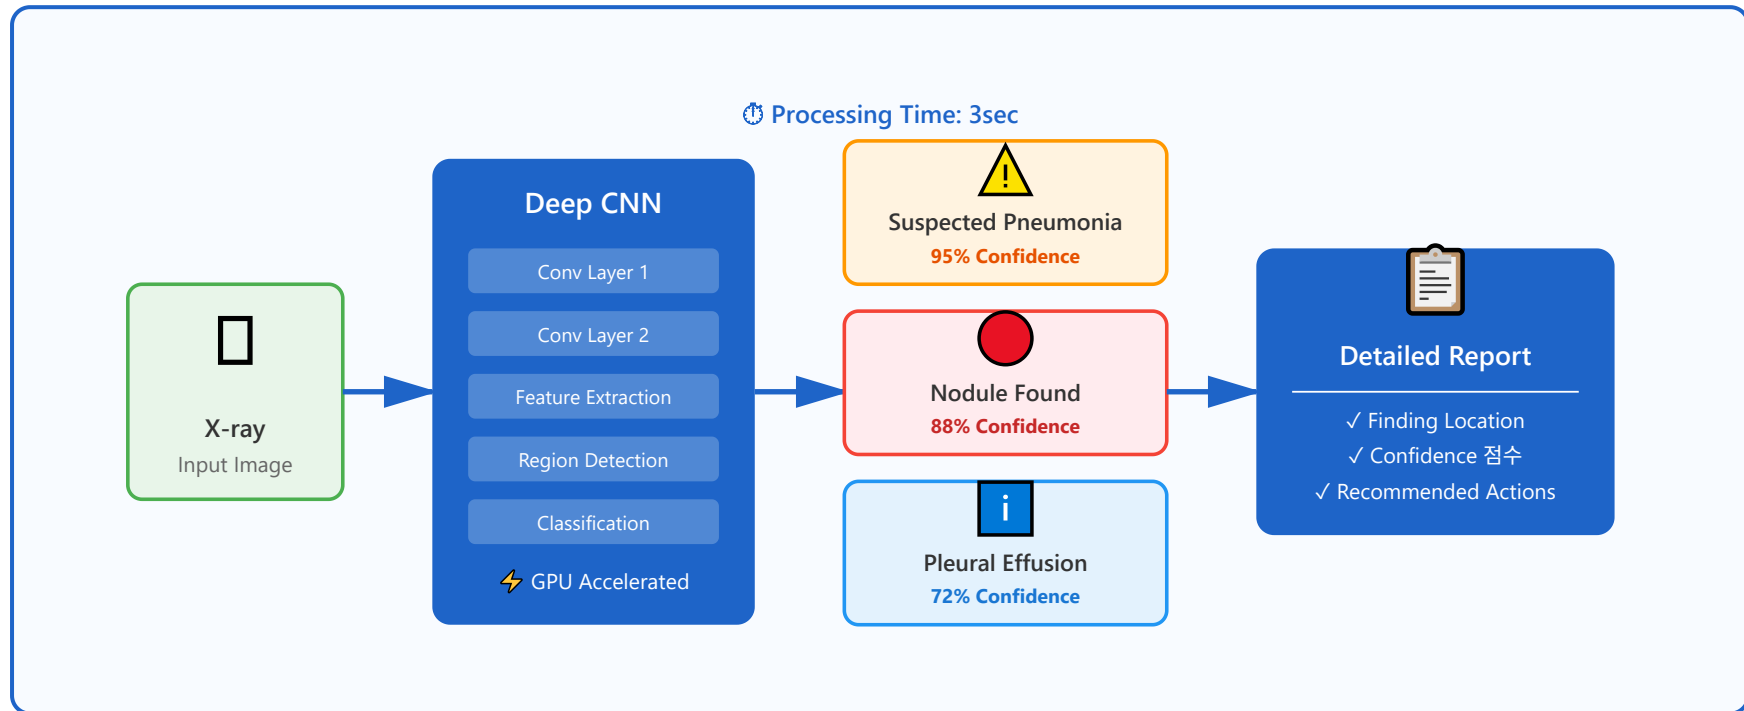 ⏱ Processing Time: 3sec
X-ray
Input Image
Deep CNN
Conv Layer 1
Conv Layer 2
Feature Extraction
Region Detection
Classification
⚡ GPU Accelerated
Suspected Pneumonia
95% Confidence
Nodule Found
88% Confidence
i
Pleural Effusion
72% Confidence
Detailed Report
✓ Finding Location
✓ Confidence 점수
✓ Recommended Actions